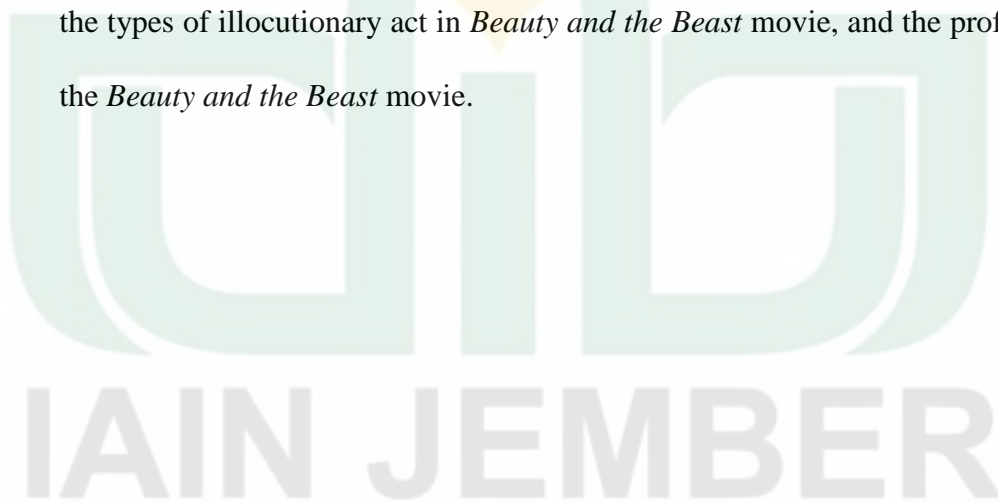 the types of illocutionary act in Beauty and the Beast movie, and the
the Beauty and the Beast movie.
IAIN JEMBER